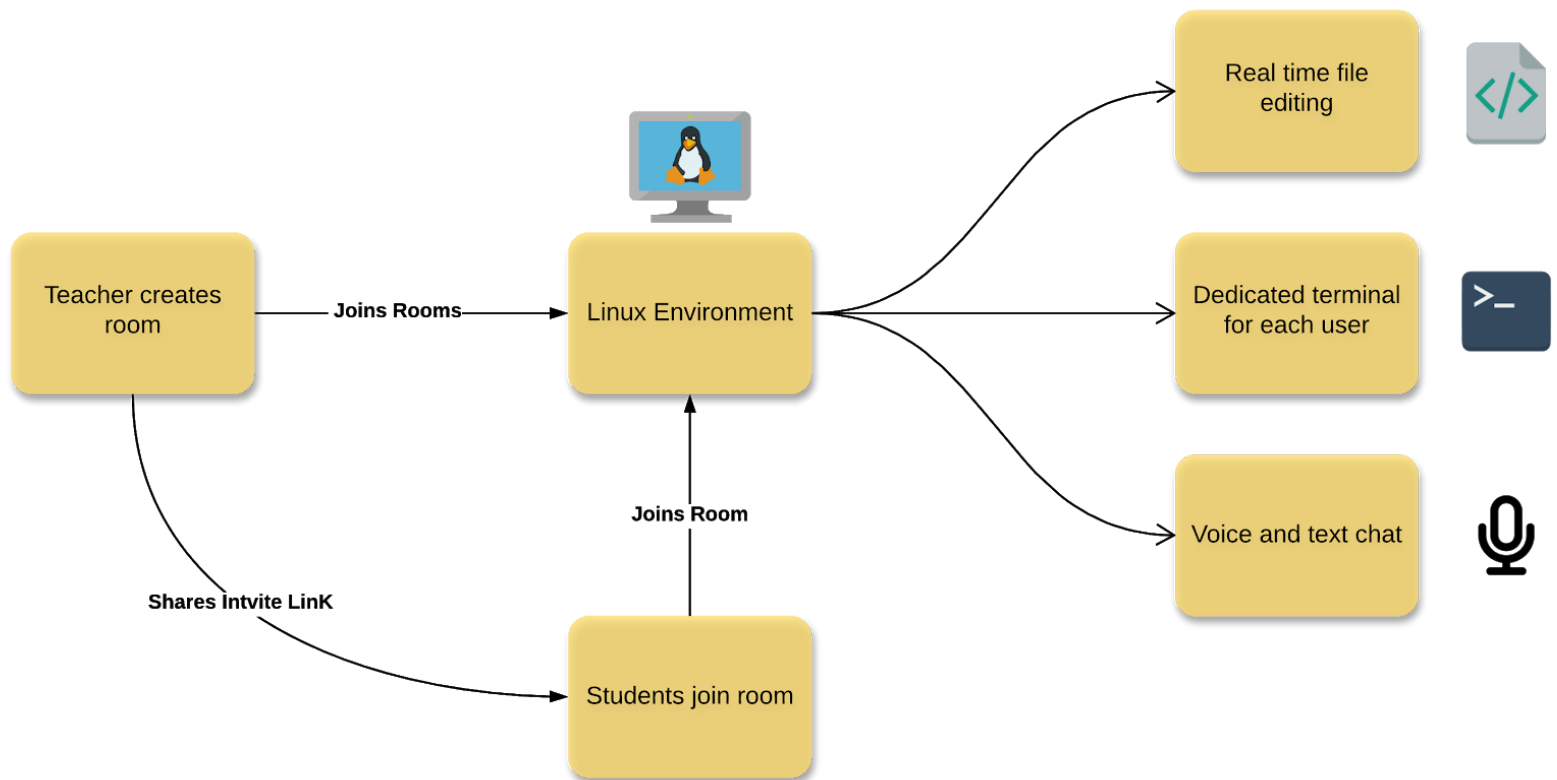 Real time file
editing
Teacher creates
room
Joins Rooms
Linux Environment
Dedicated terminal
for each user
>_
Joins Room
Voice and text chat
Shares Intvite LinK
Students join room